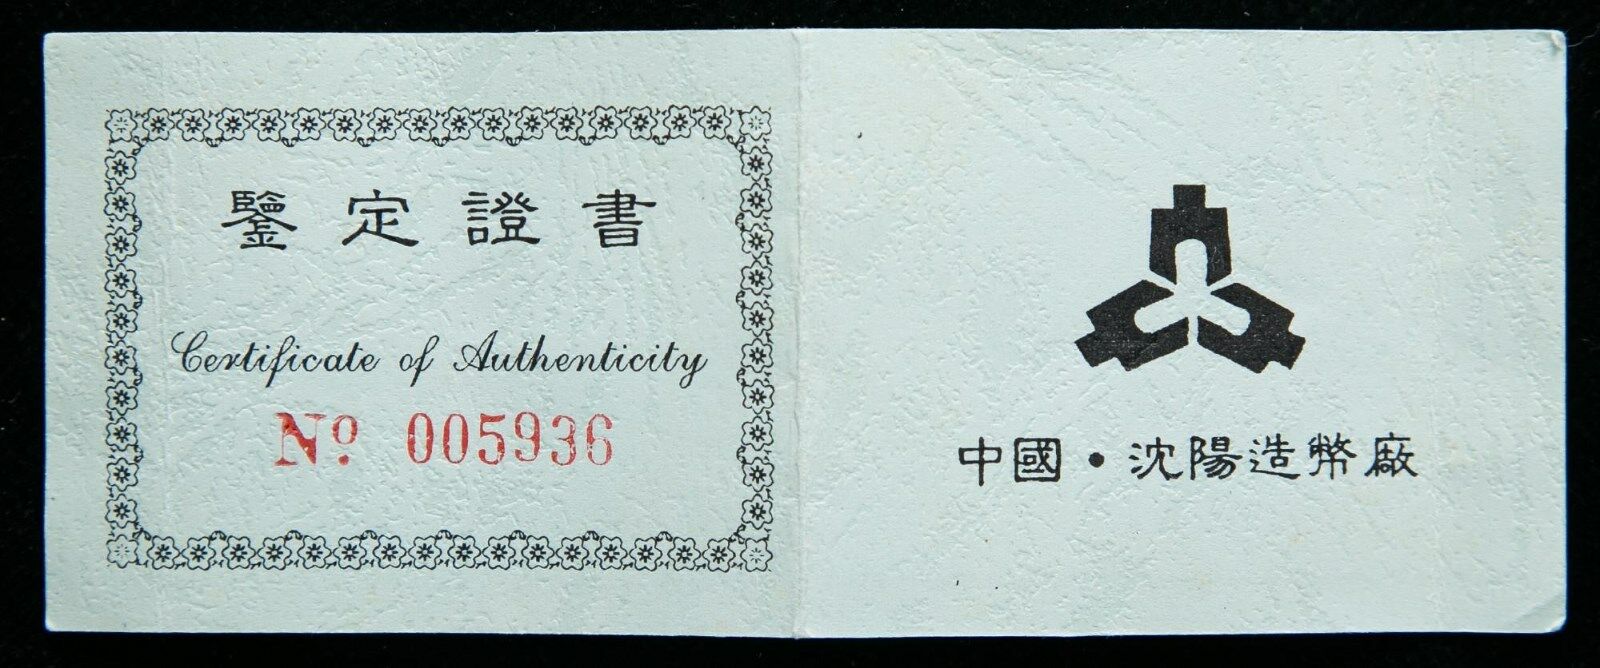 鑒定證書
Certificate of Authenticity
Nº 005936
中國・沈陽造幣廠